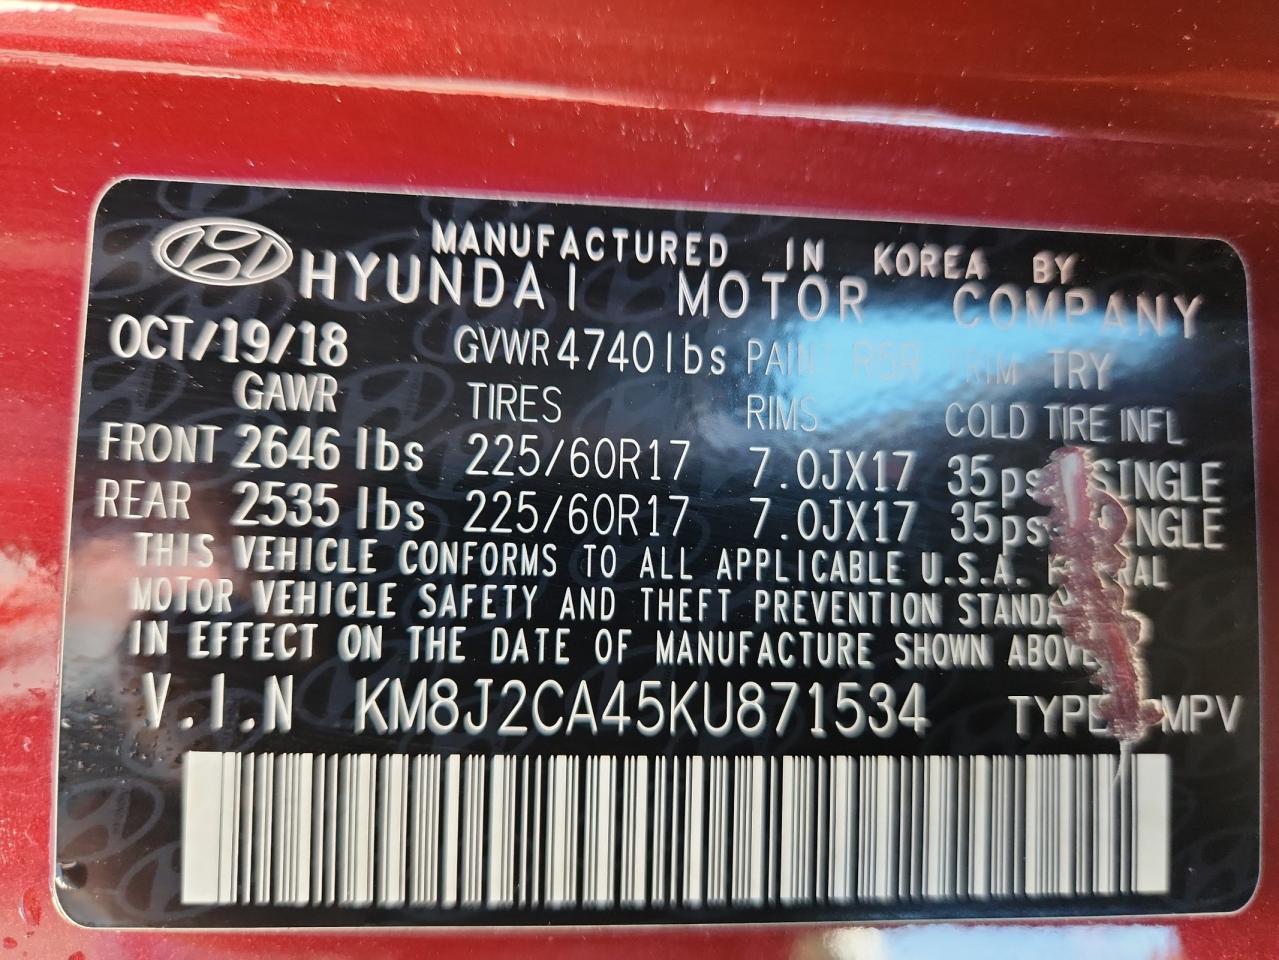 MANUFACTURED IN KOREA BY
HYUNDAI MOTOR COMPANY
OCT/19/18 GVWR 4740 lbs PAINT R5R TRIM TRY
GAWR TIRES RIMS COLD TIRE INFL
FRONT 2646 lbs 225/60R17 7.0JX17 35ps SINGLE
REAR 2535 lbs 225/60R17 7.0JX17 35ps INGLE
THIS VEHICLE CONFORMS TO ALL APPLICABLE U.S.A.
MOTOR VEHICLE SAFETY AND THEFT PREVENTION
IN EFFECT ON THE DATE OF MANUFACTURE SHOWN ABOVE
V.I.N KM8J2CA45KU871534 TYPE MPV